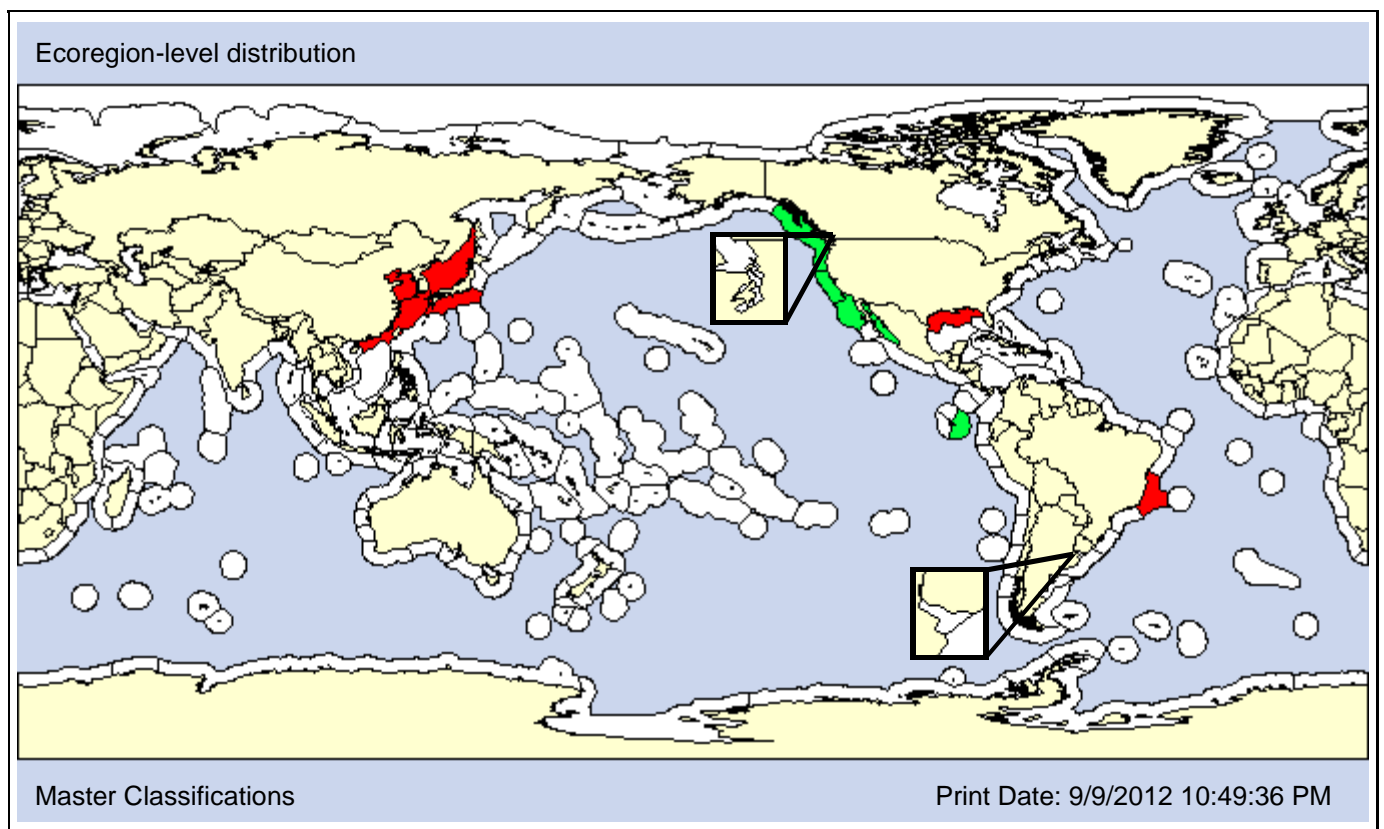 Ecoregion-level distribution
Master Classifications
Print Date: 9/9/2012 10:49:36 PM